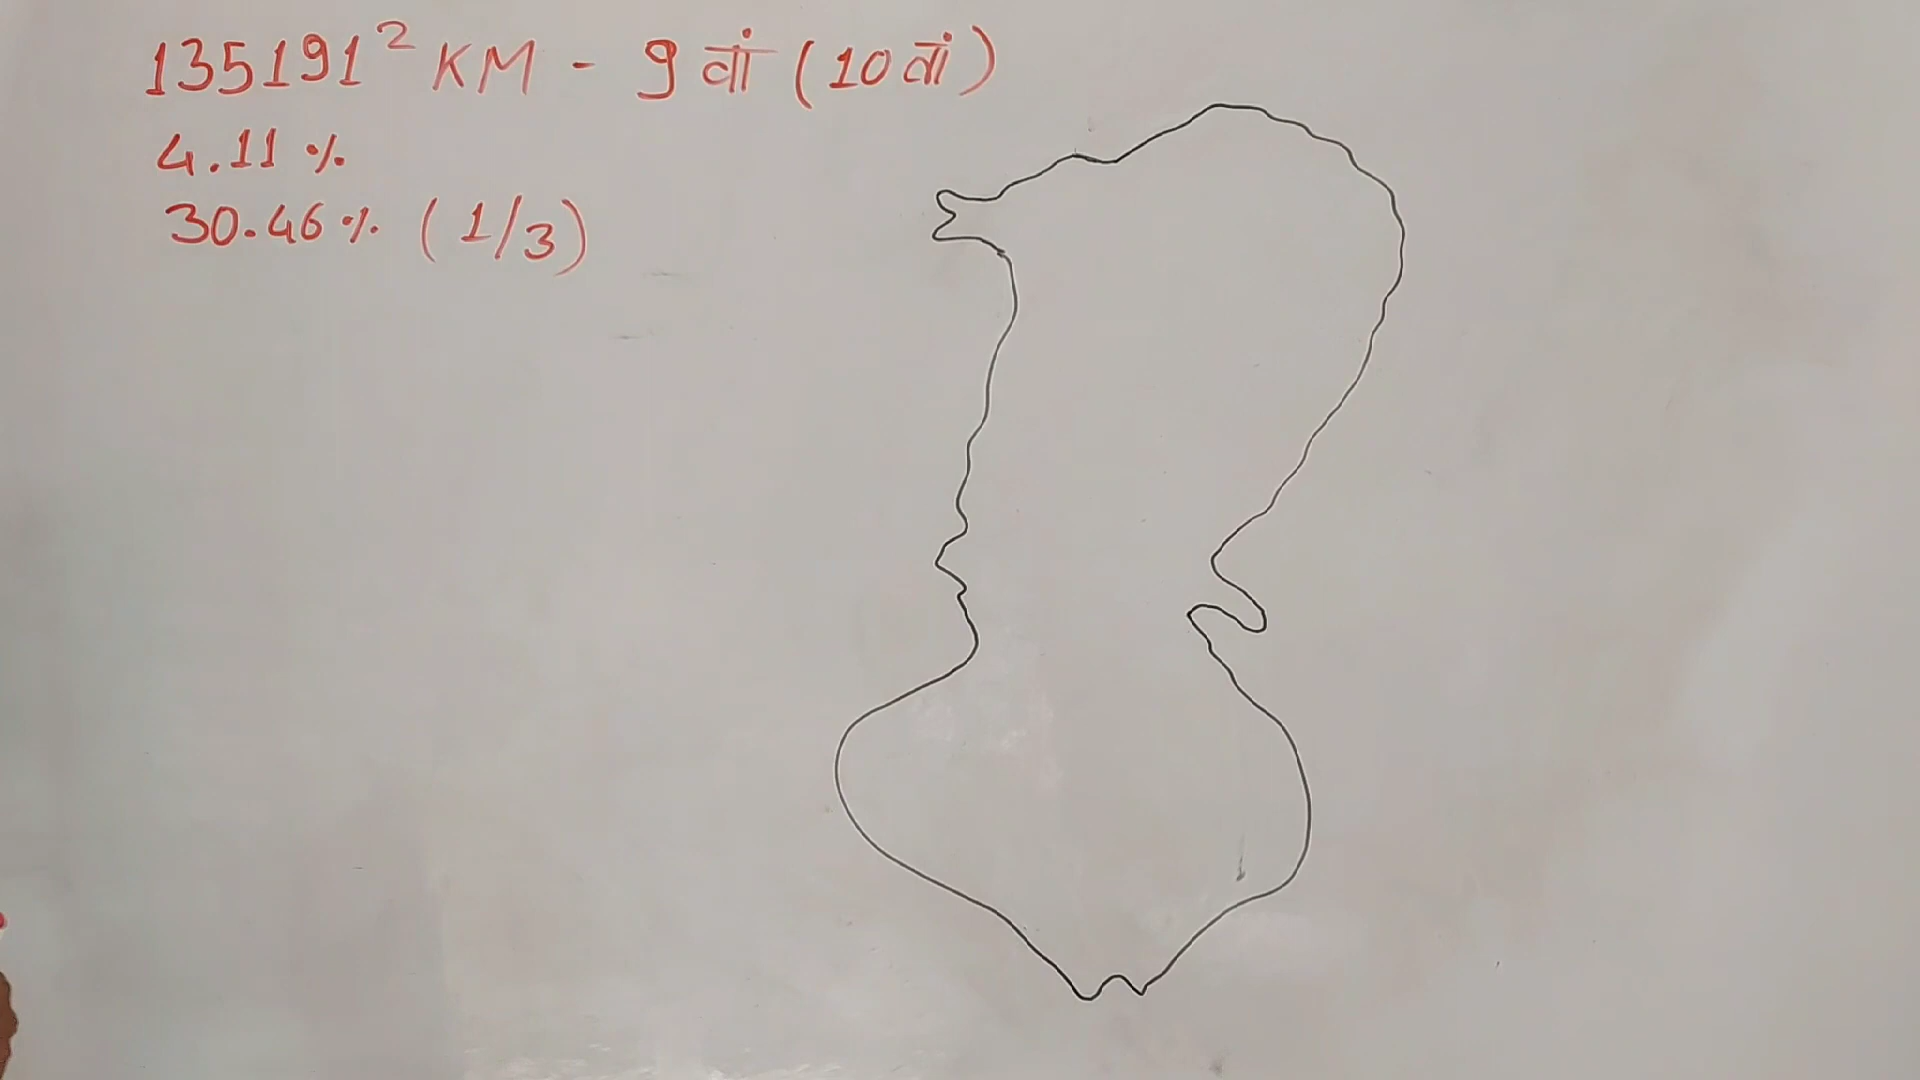 135191² KM - 9 वां (10 वां)
4.11 %
30.46 % (1/3)